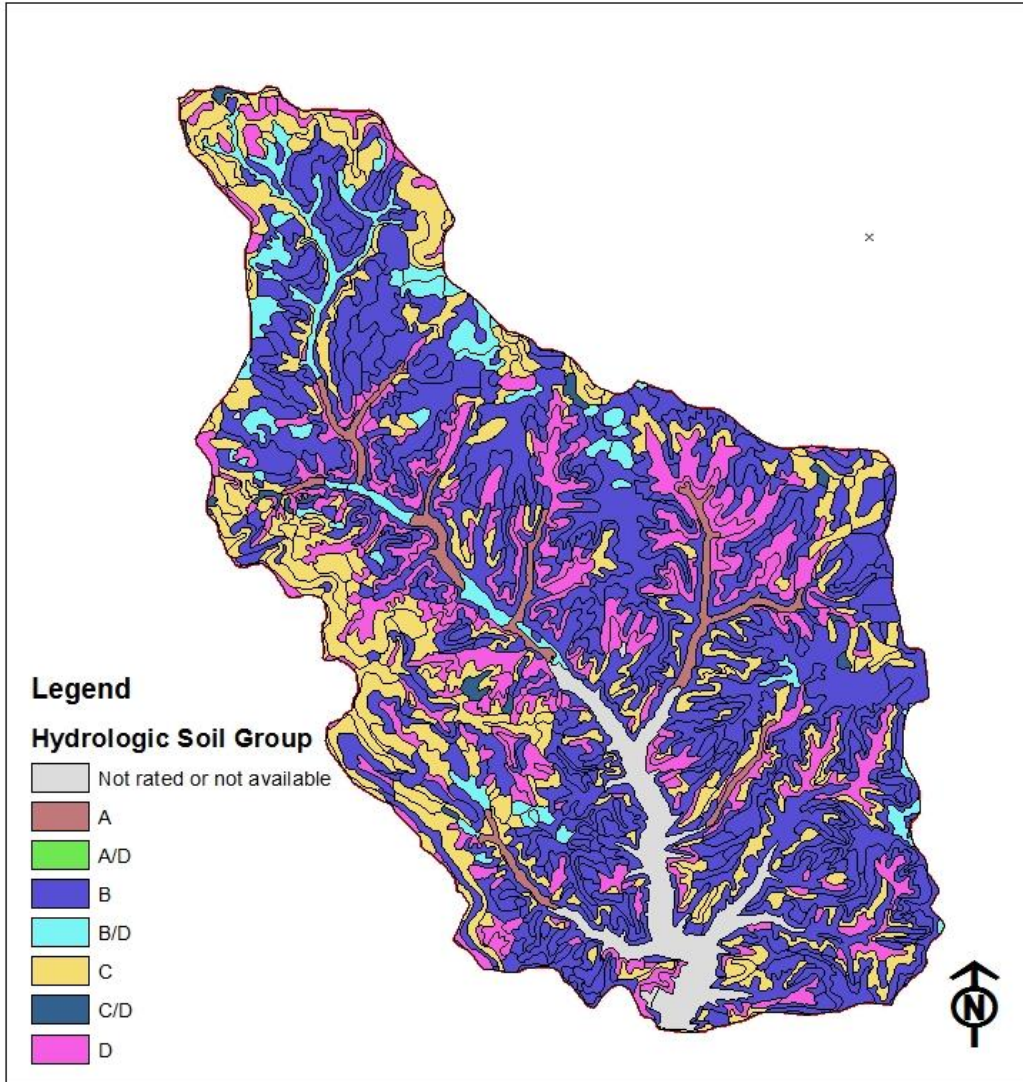 Legend
Hydrologic Soil Group
Not rated or not available
A
A/D
B
B/D
C
C/D
D
N